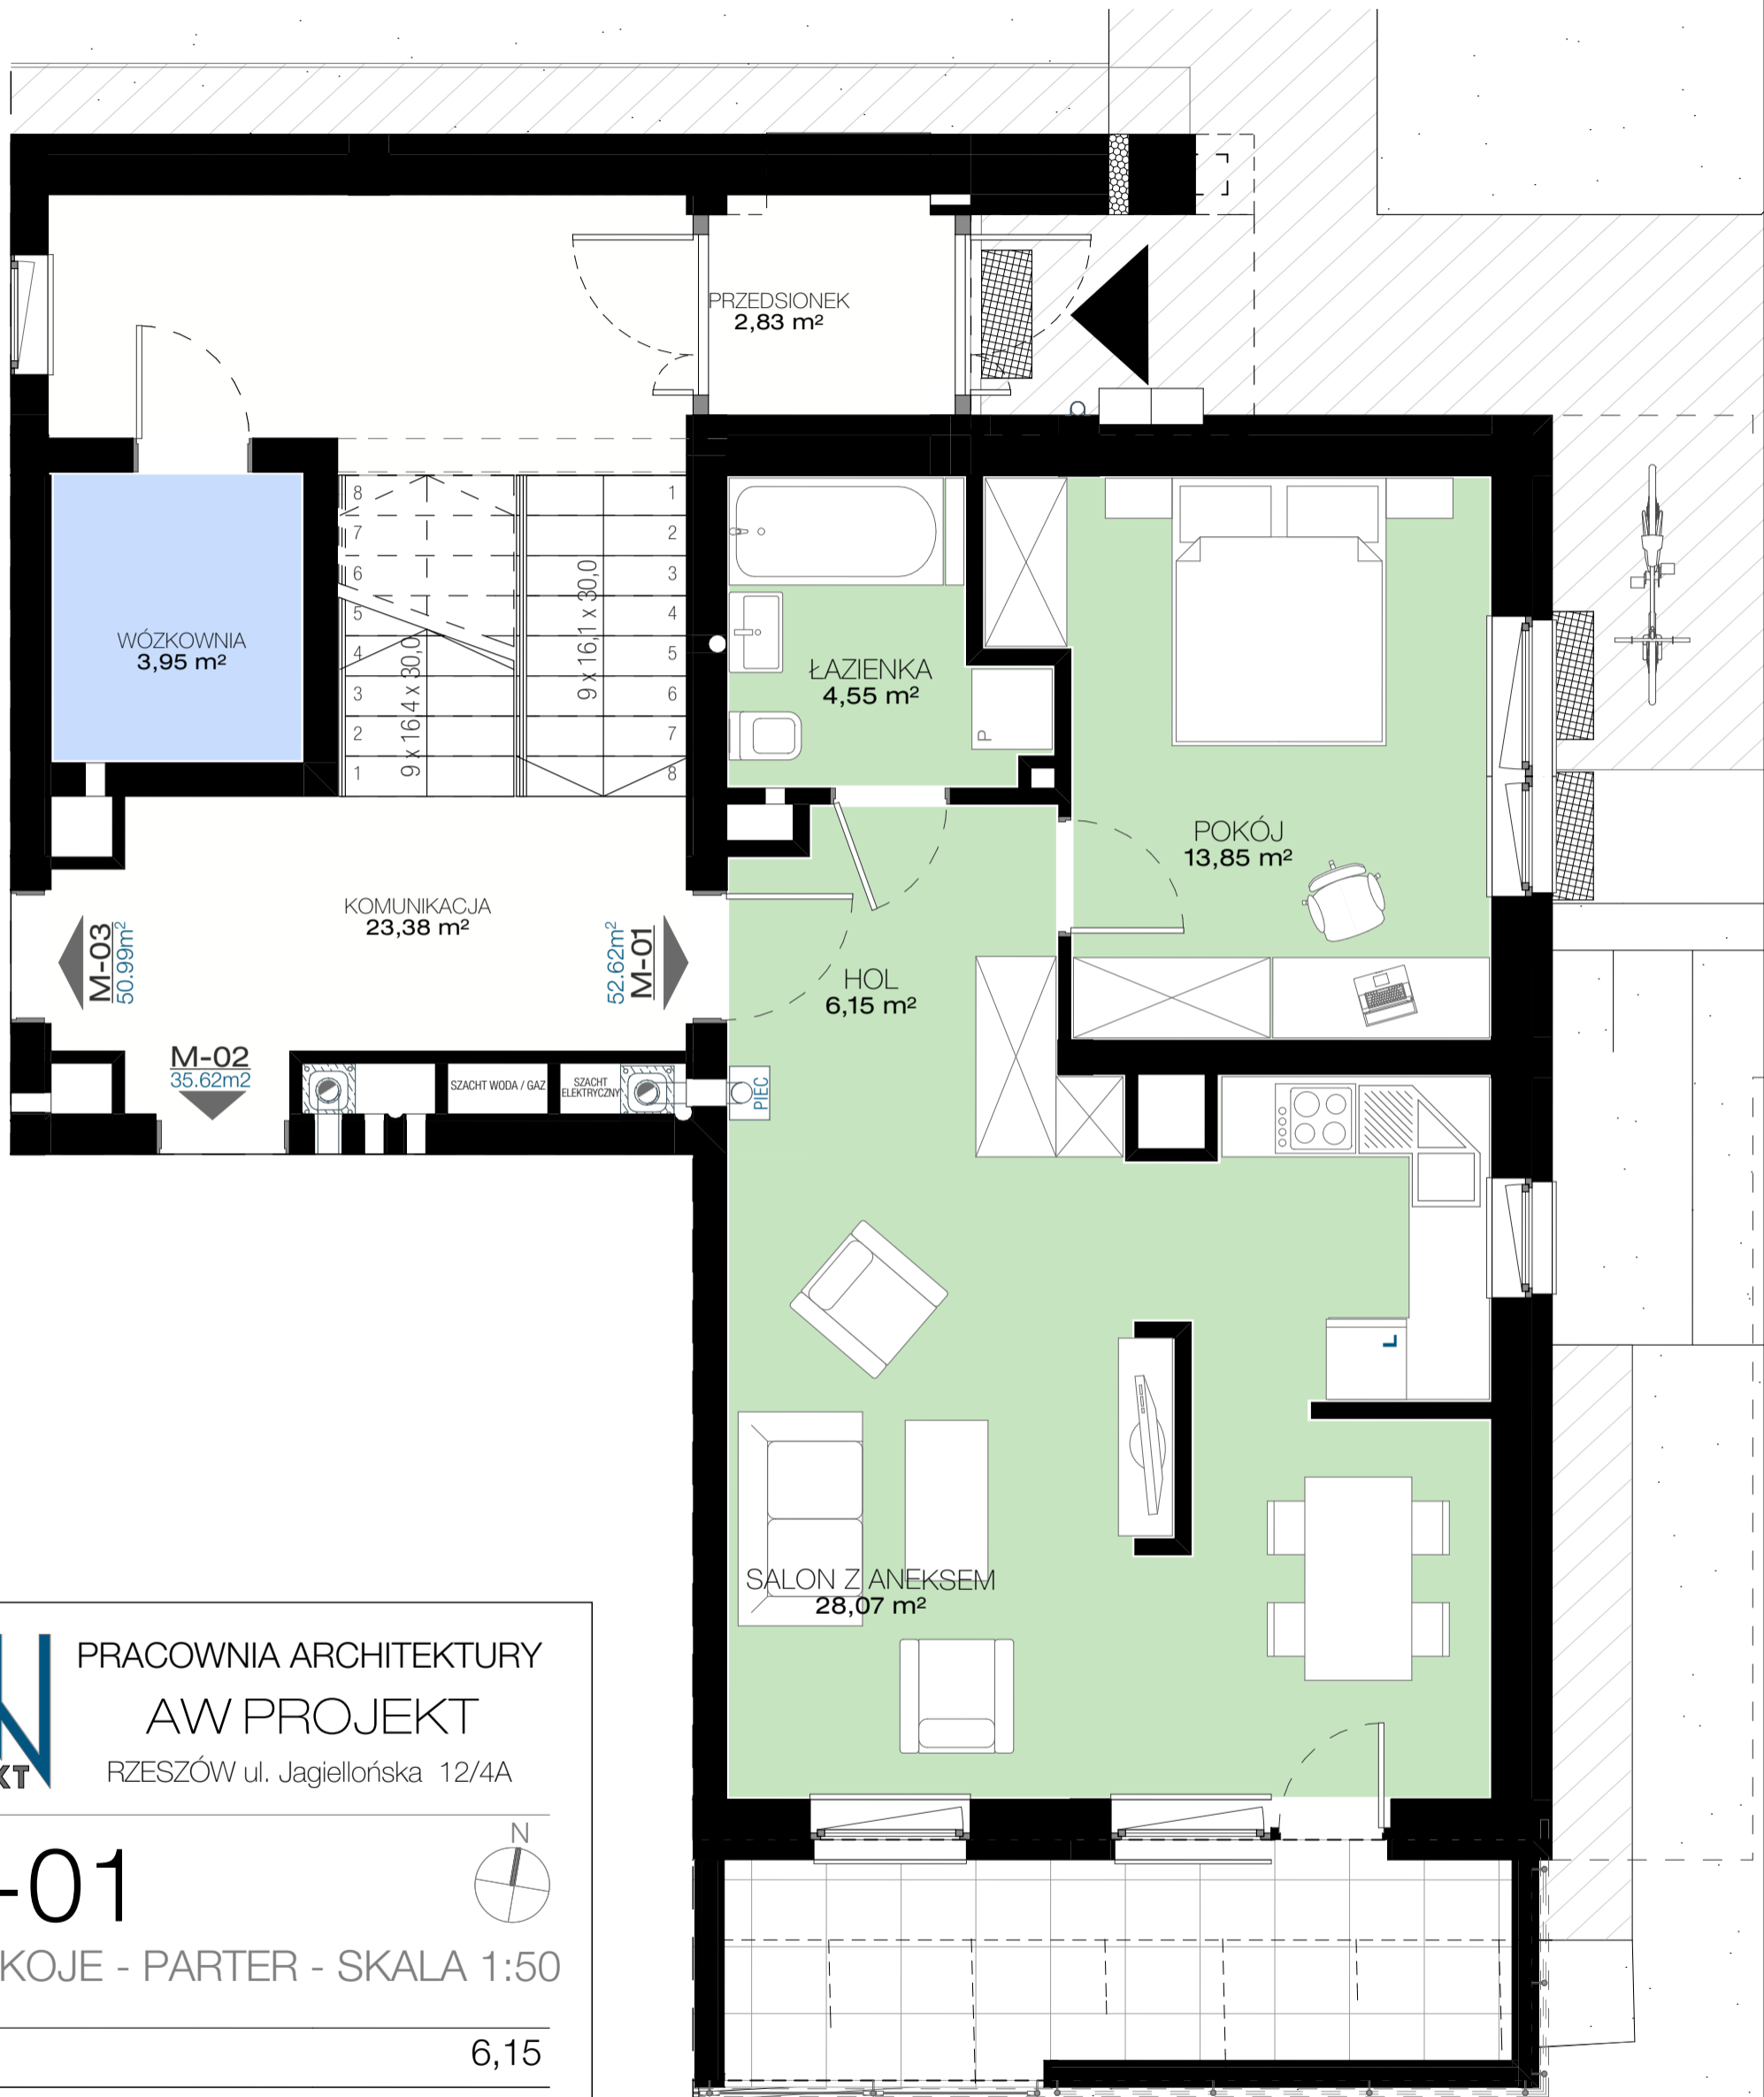 PRZEDSIONEK
2,83 m²
WÓZKOWNIA
3,95 m²
8
7
6
5
4
3
2
1
9 x 16,4 x 30,0
9 x 16,1 x 30,0
1
2
3
4
5
6
7
8
ŁAZIENKA
4,55 m²
P
POKÓJ
13,85 m²
KOMUNIKACJA
23,38 m²
M-03
50.99m²
52.62m²
M-01
HOL
6,15 m²
M-02
35.62m2
SZACHT WODA / GAZ
SZACHT
ELEKTRYCZNY
PIEC
L
SALON Z ANEKSEM
28,07 m²
PRACOWNIA ARCHITEKTURY
AW PROJEKT
RZESZÓW ul. Jagiellońska 12/4A
KT
N
-01
KOJE - PARTER - SKALA 1:50
6,15